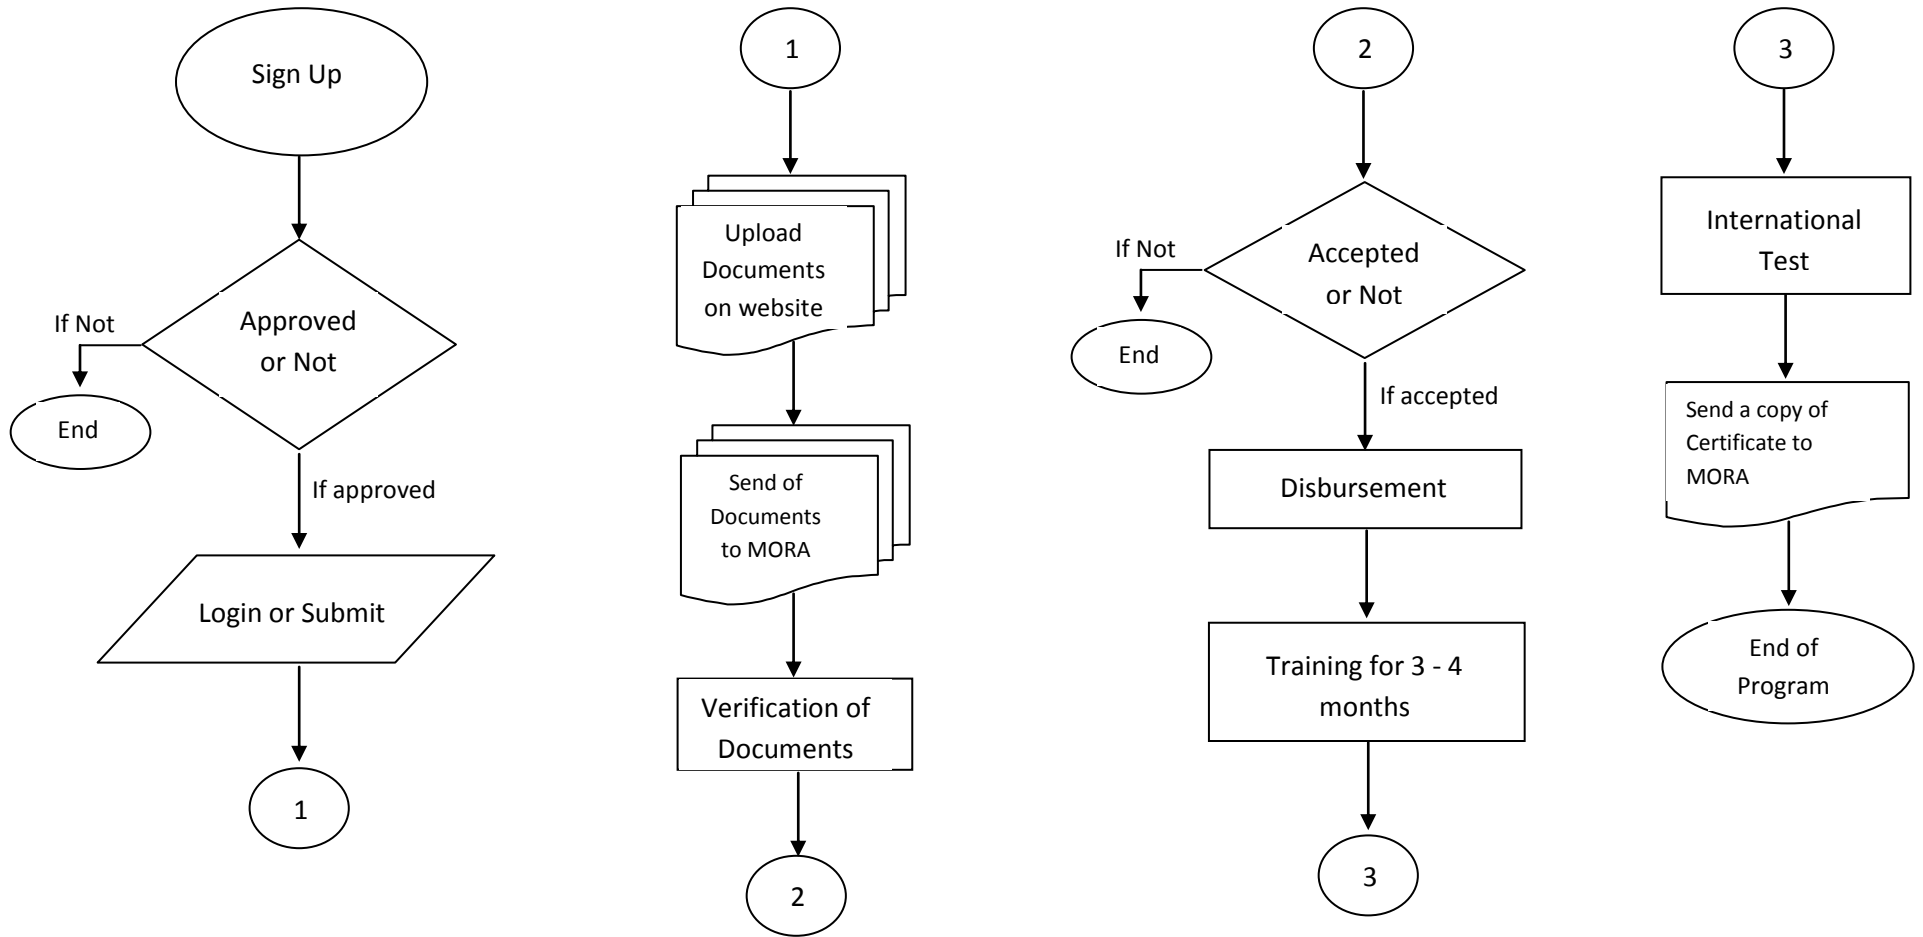 Sign Up
Approved
or Not
If Not
End
If approved
Login or Submit
1
1
Upload
Documents
on website
Send of
Documents
to MORA
Verification of
Documents
2
2
Accepted
or Not
If Not
End
If accepted
Disbursement
Training for 3 - 4
months
3
3
International
Test
Send a copy of
Certificate to
MORA
End of
Program